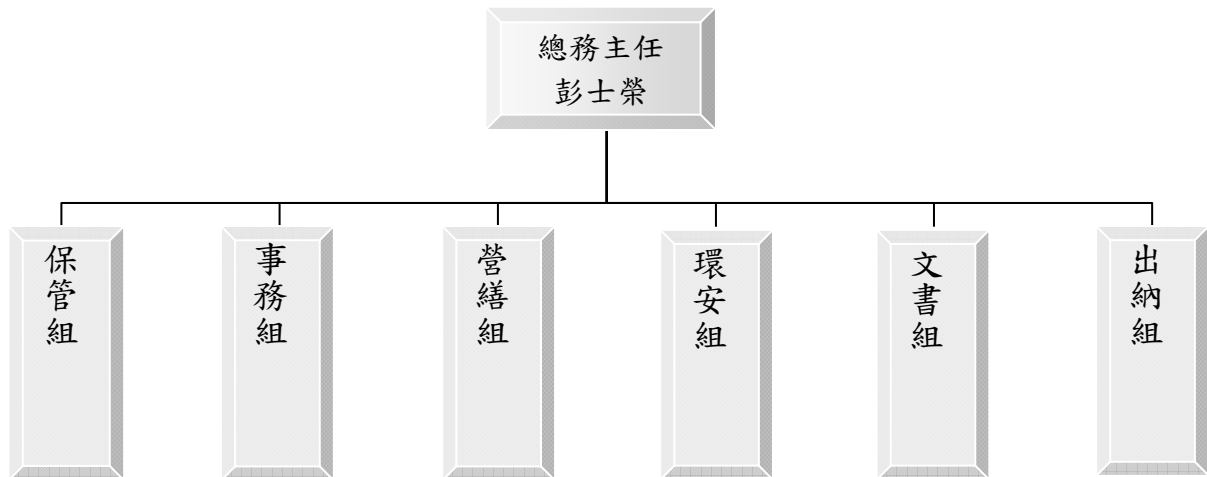 總務主任
彭士榮
保管組
事務組
營繕組
環安組
文書組
出納組